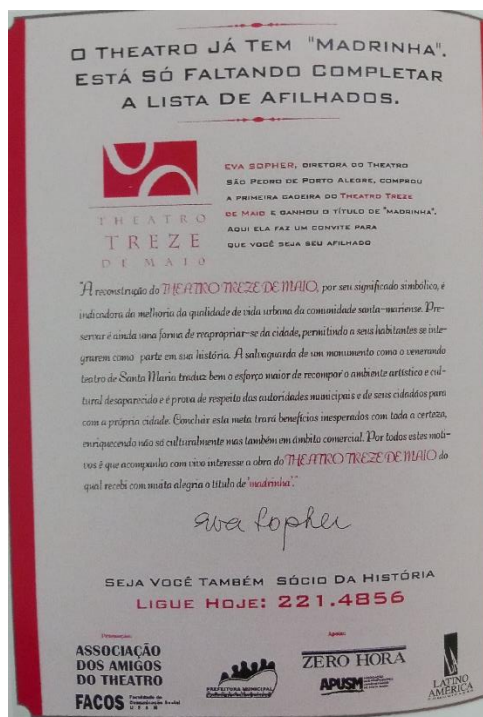 O THEATRO JÁ TEM "MADRINHA".
ESTÁ SÓ FALTANDO COMPLETAR
A LISTA DE AFILHADOS.
THEATRO
TREZE
DE MAIO
EVA SOPHER, DIRETORA DO THEATRO
SÃO PEDRO DE PORTO ALEGRE, COMPROU
A PRIMEIRA CADEIRA DO THEATRO TREZE
DE MAIO E GANHOU O TÍTULO DE "MADRINHA".
AQUI ELA FAZ UM CONVITE PARA
QUE VOCÊ SEJA SEU AFILHADO
"A reconstrução do THEATRO TREZE DE MAIO, por seu significado simbólico, é
indicadora da melhoria da qualidade de vida urbana da comunidade santa-mariense. Pre-
servar é ainda uma forma de reapropriar-se da cidade, permitindo a seus habitantes se inte-
grarem como parte em sua história. A salvaguarda de um monumento como o venerando
teatro de Santa Maria traduz bem o esforço maior de recompor o ambiente artístico e cul-
tural desaparecido e é prova de respeito das autoridades municipais e de seus cidadãos para
com a própria cidade. Concluir esta meta trará benefícios inesperados com toda a certeza,
enriquecendo não só culturalmente mas também em âmbito comercial. Por todos estes moti-
vos é que acompanho com vivo interesse a obra do THEATRO TREZE DE MAIO do
qual recebi com muita alegria o título de 'madrinha'."
Eva Sopher
SEJA VOCÊ TAMBÉM SÓCIO DA HISTÓRIA
LIGUE HOJE: 221.4856
Promoção:
ASSOCIAÇÃO
DOS AMIGOS
DO THEATRO
FACOS Faculdade de Comunicação Social
UFSM
PREFEITURA MUNICIPAL
Apoio:
ZERO HORA
APUSM
LATINO
AMÉRICA